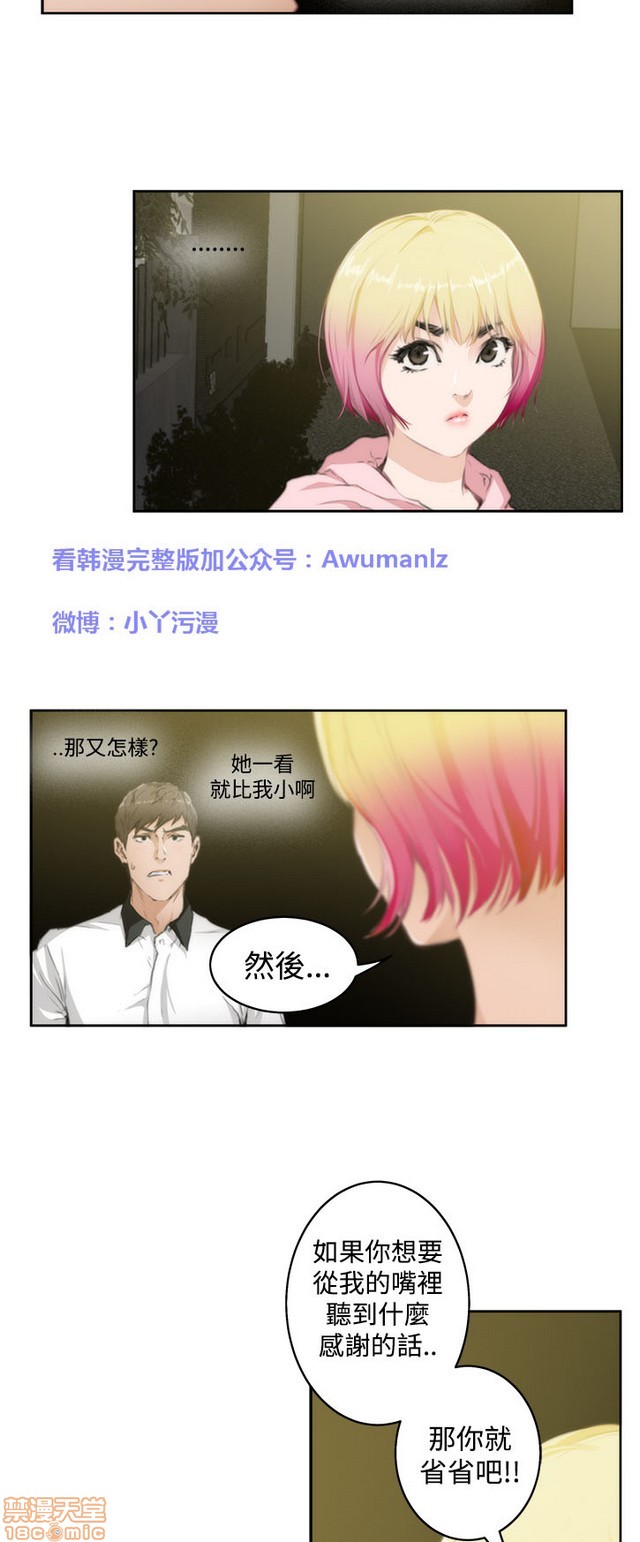 ........
看韩漫完整版加公众号：Awumanlz
微博：小丫污漫
..那又怎樣?
她一看
就比我小啊
然後...
如果你想要
從我的嘴裡
聽到什麼
感謝的話..
那你就
省省吧!!
禁漫天堂
18comic